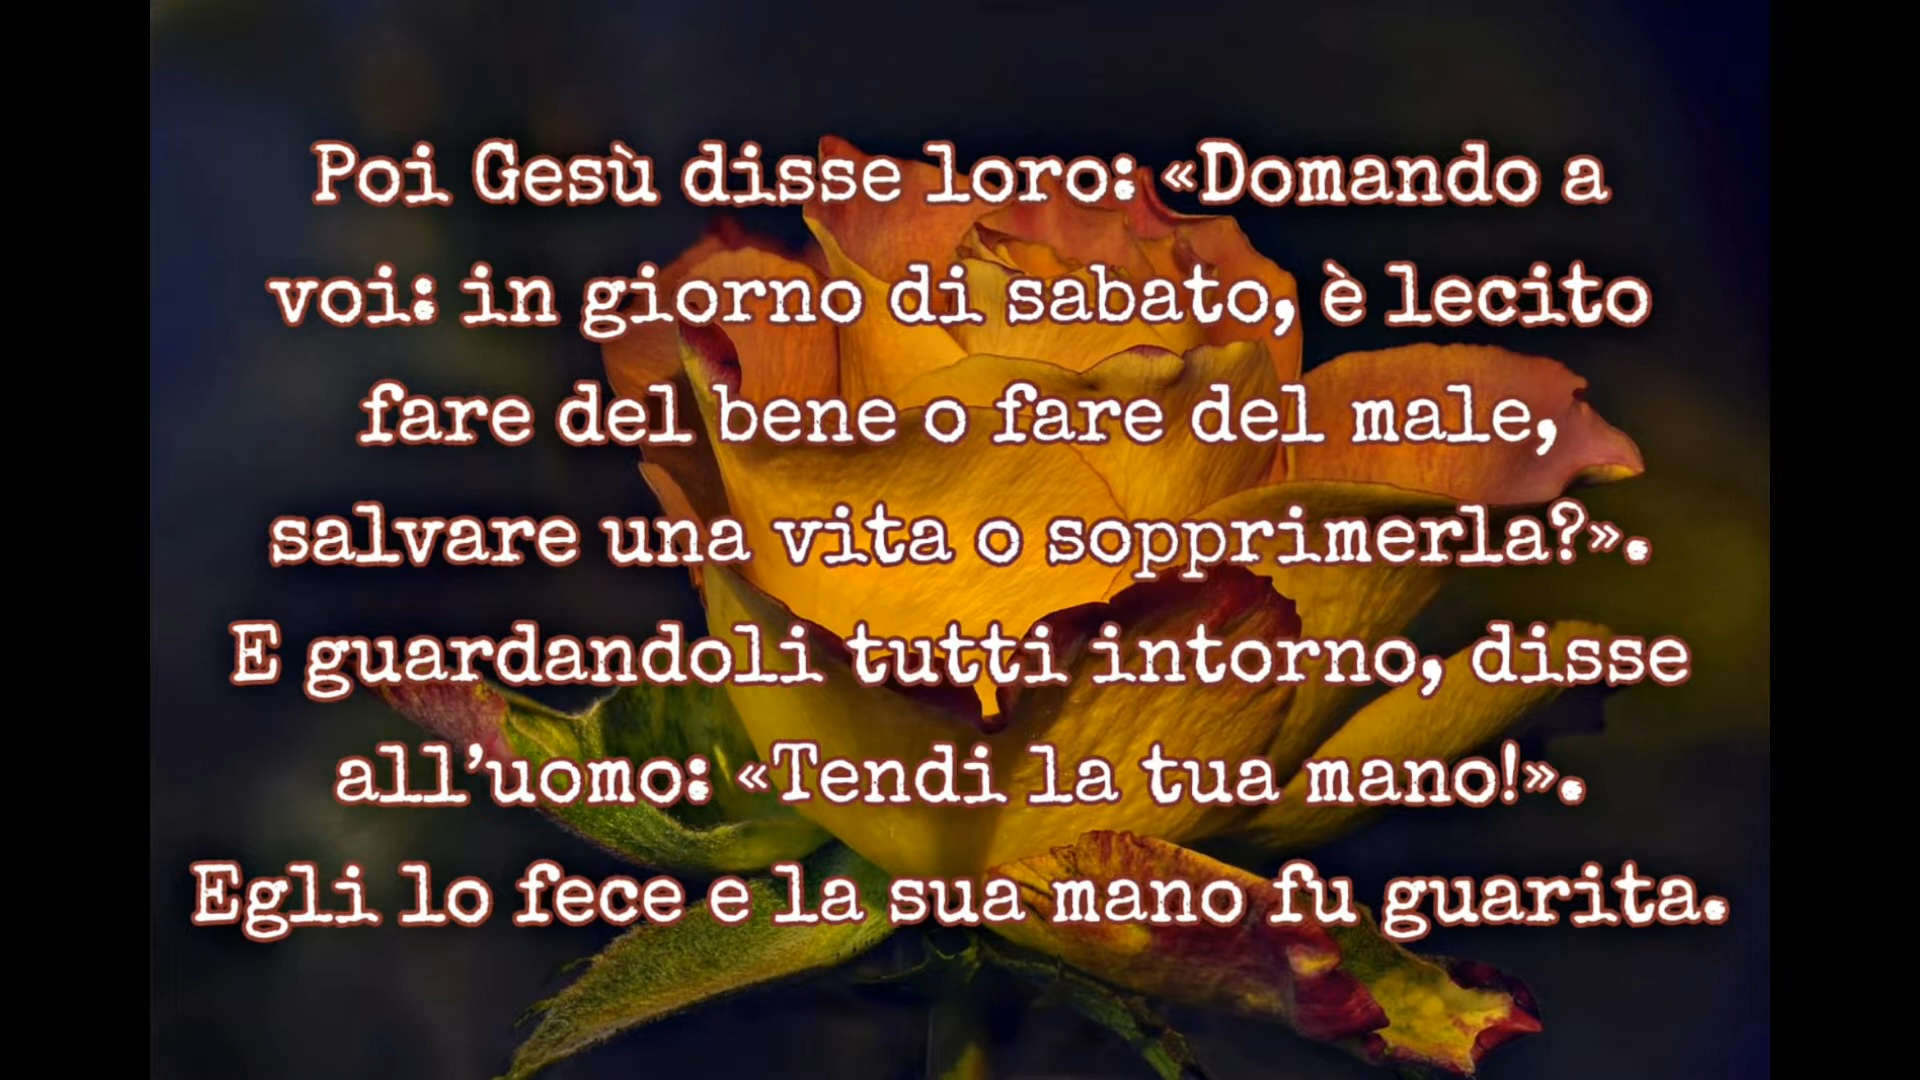 Poi Gesù disse loro: «Domando a
voi: in giorno di sabato, è lecito
fare del bene o fare del male,
salvare una vita o sopprimerla?».
E guardandoli tutti intorno, disse
all’uomo: «Tendi la tua mano!».
Egli lo fece e la sua mano fu guarita.